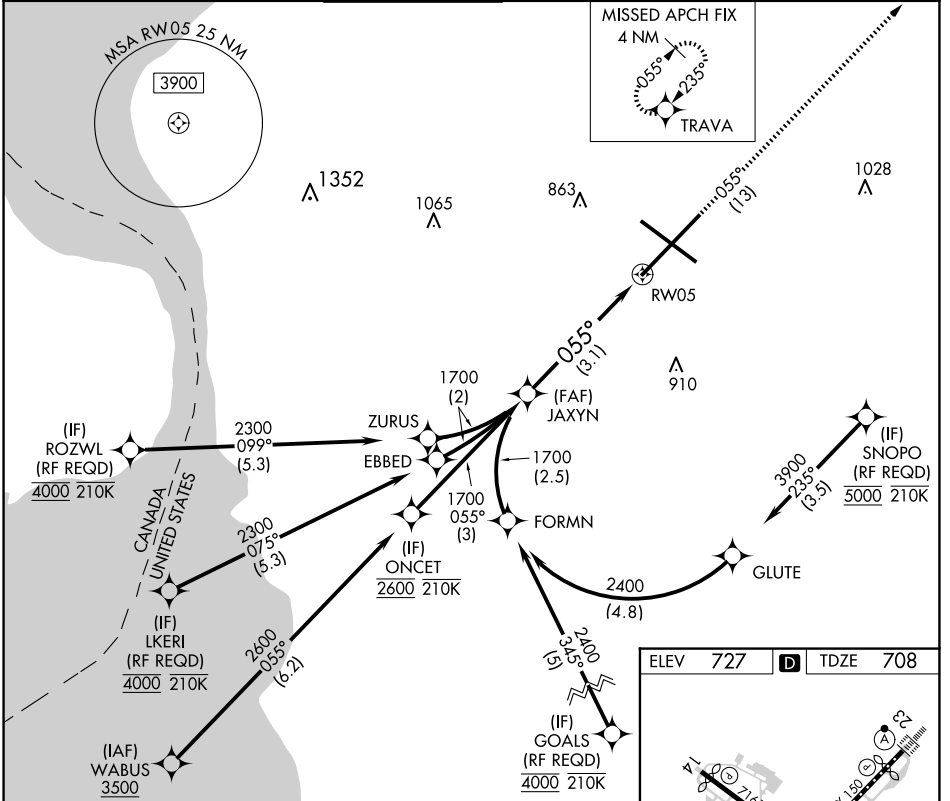 MSA RW05 25 NM
3900
MISSED APCH FIX
4 NM
055°
235°
TRAVA
1352
1065
863
1028
055°
(13)
RW05
055°
(3.1)
910
1700
(2)
(FAF)
JAXYN
ZURUS
EBBED
(IF)
ROZWL
(RF REQD)
4000 210K
2300
099°
(5.3)
1700
(2.5)
(IF)
SNOPO
(RF REQD)
5000 210K
3900
235°
(3.5)
1700
055°
(3)
FORMN
CANADA
UNITED STATES
2300
075°
(5.3)
(IF)
ONCET
2600 210K
GLUTE
2400
(4.8)
(IF)
LKERI
(RF REQD)
4000 210K
2600
055°
(6.2)
2400
345°
(5)
(IAF)
WABUS
3500
(IF)
GOALS
(RF REQD)
4000 210K
ELEV 727 D TDZE 708
14
P
716
23
A
P
150